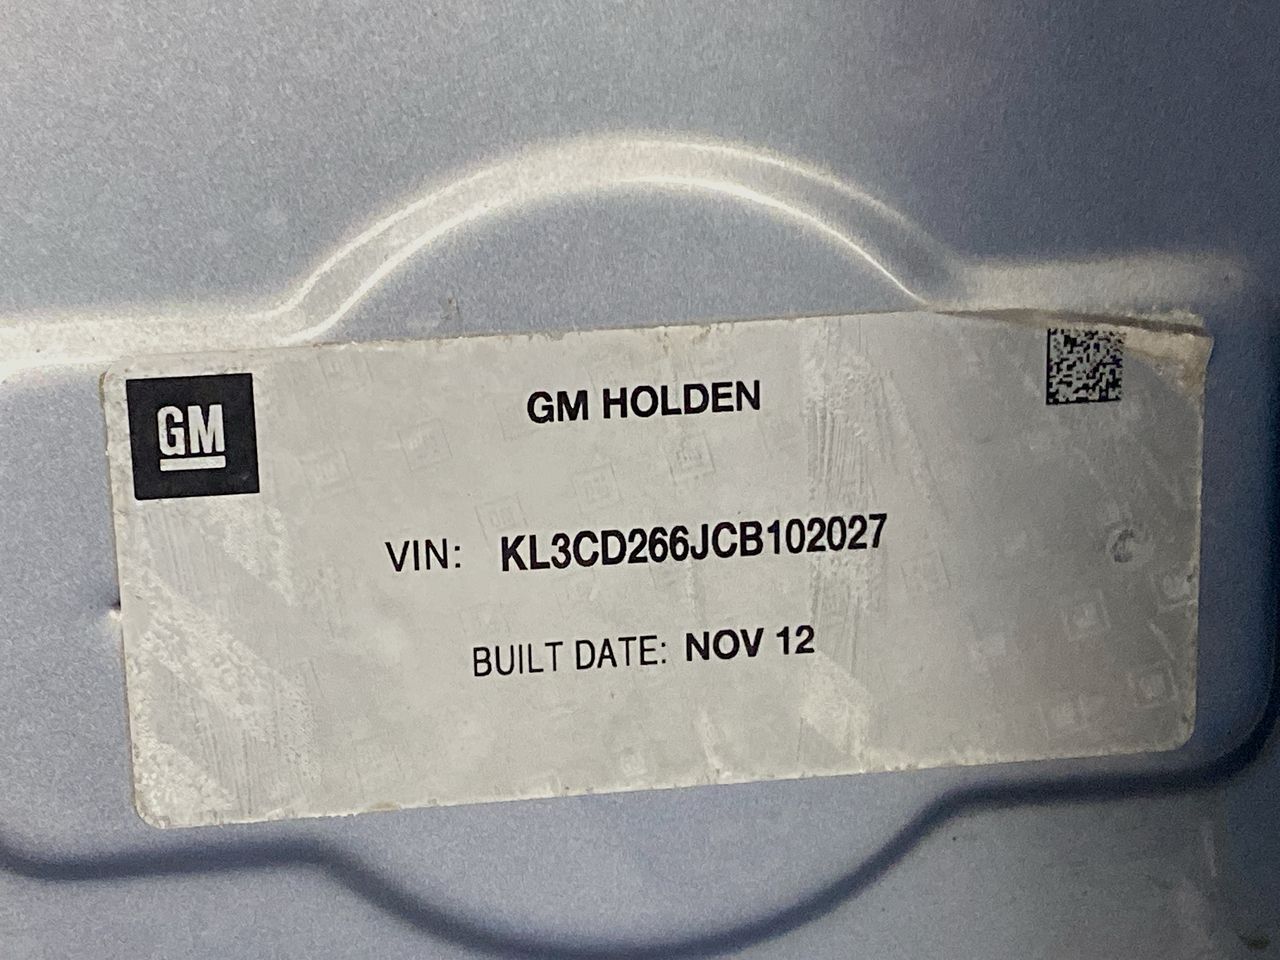 GM
GM HOLDEN
VIN: KL3CD266JCB102027
BUILT DATE: NOV 12